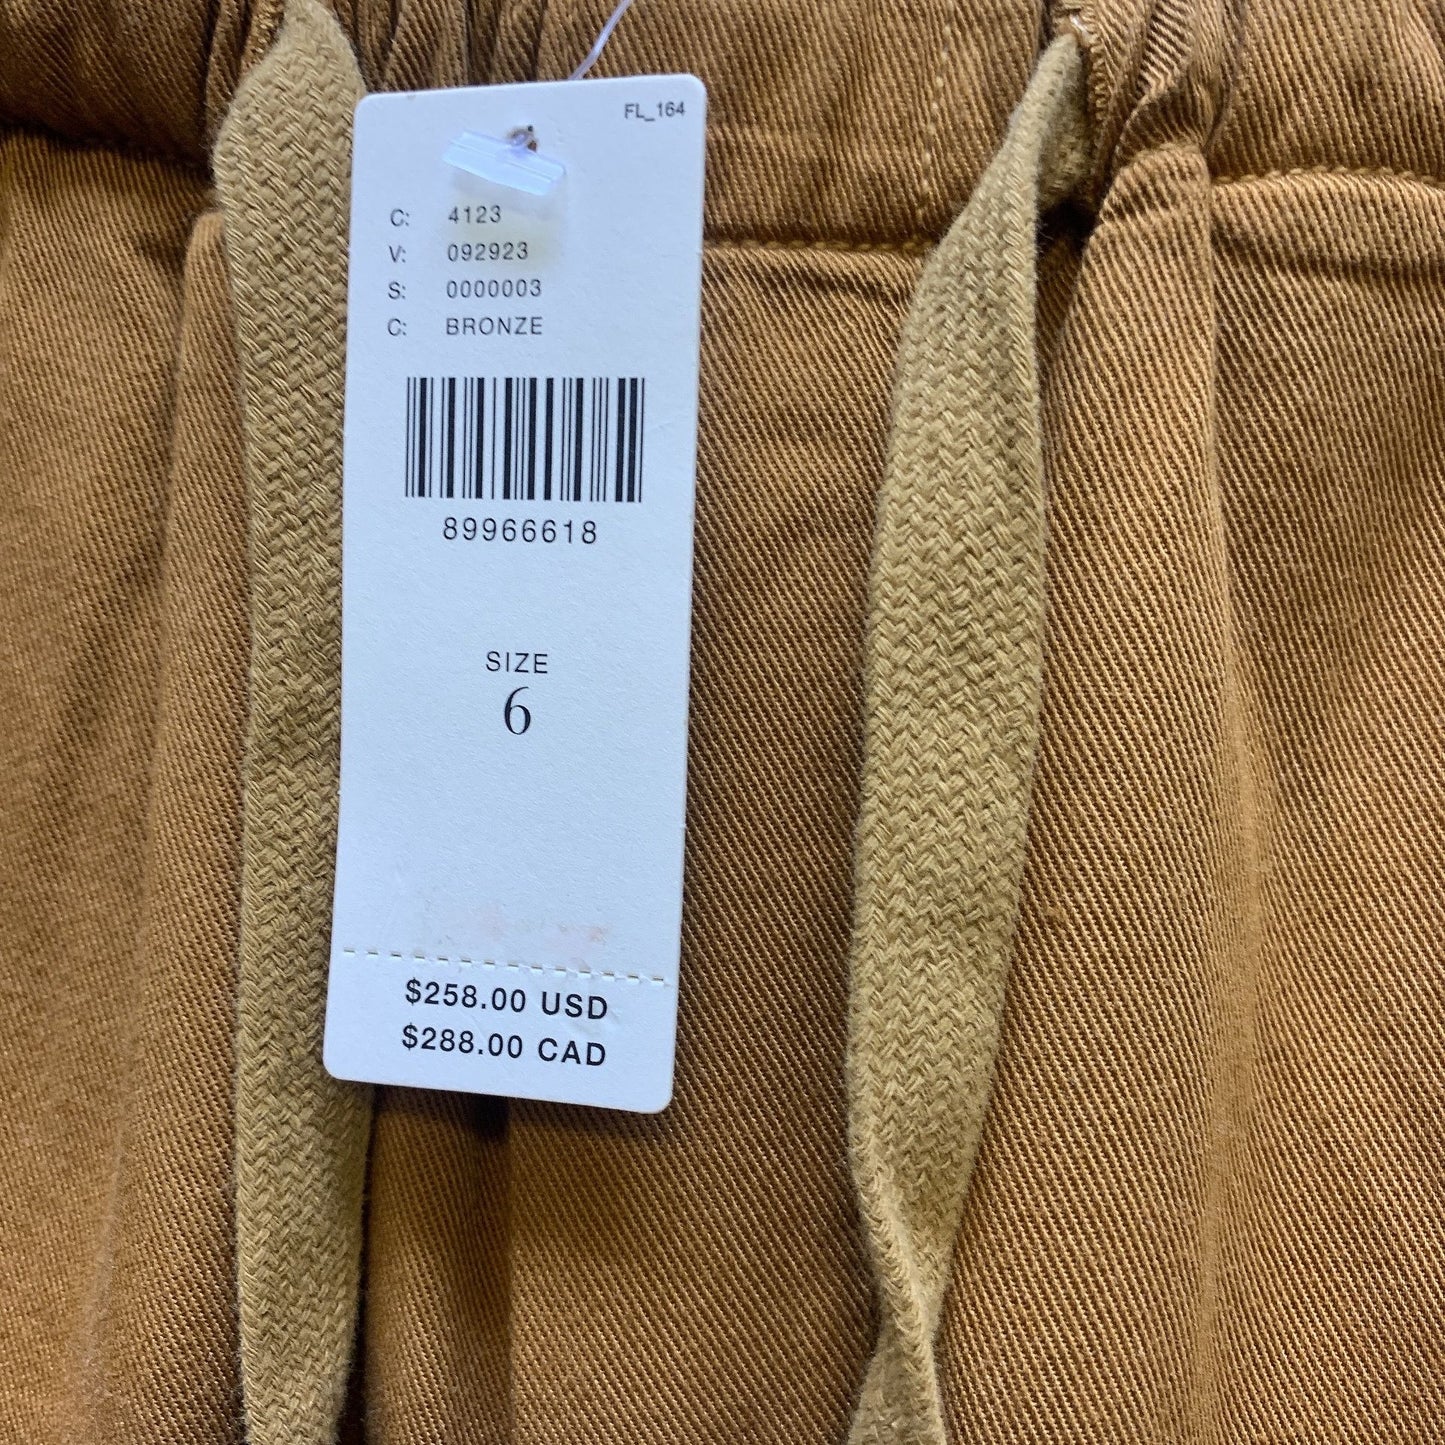 FL_164
C: 4123
V: 092923
S: 0000003
C: BRONZE
89966618
SIZE
6
$258.00 USD
$288.00 CAD